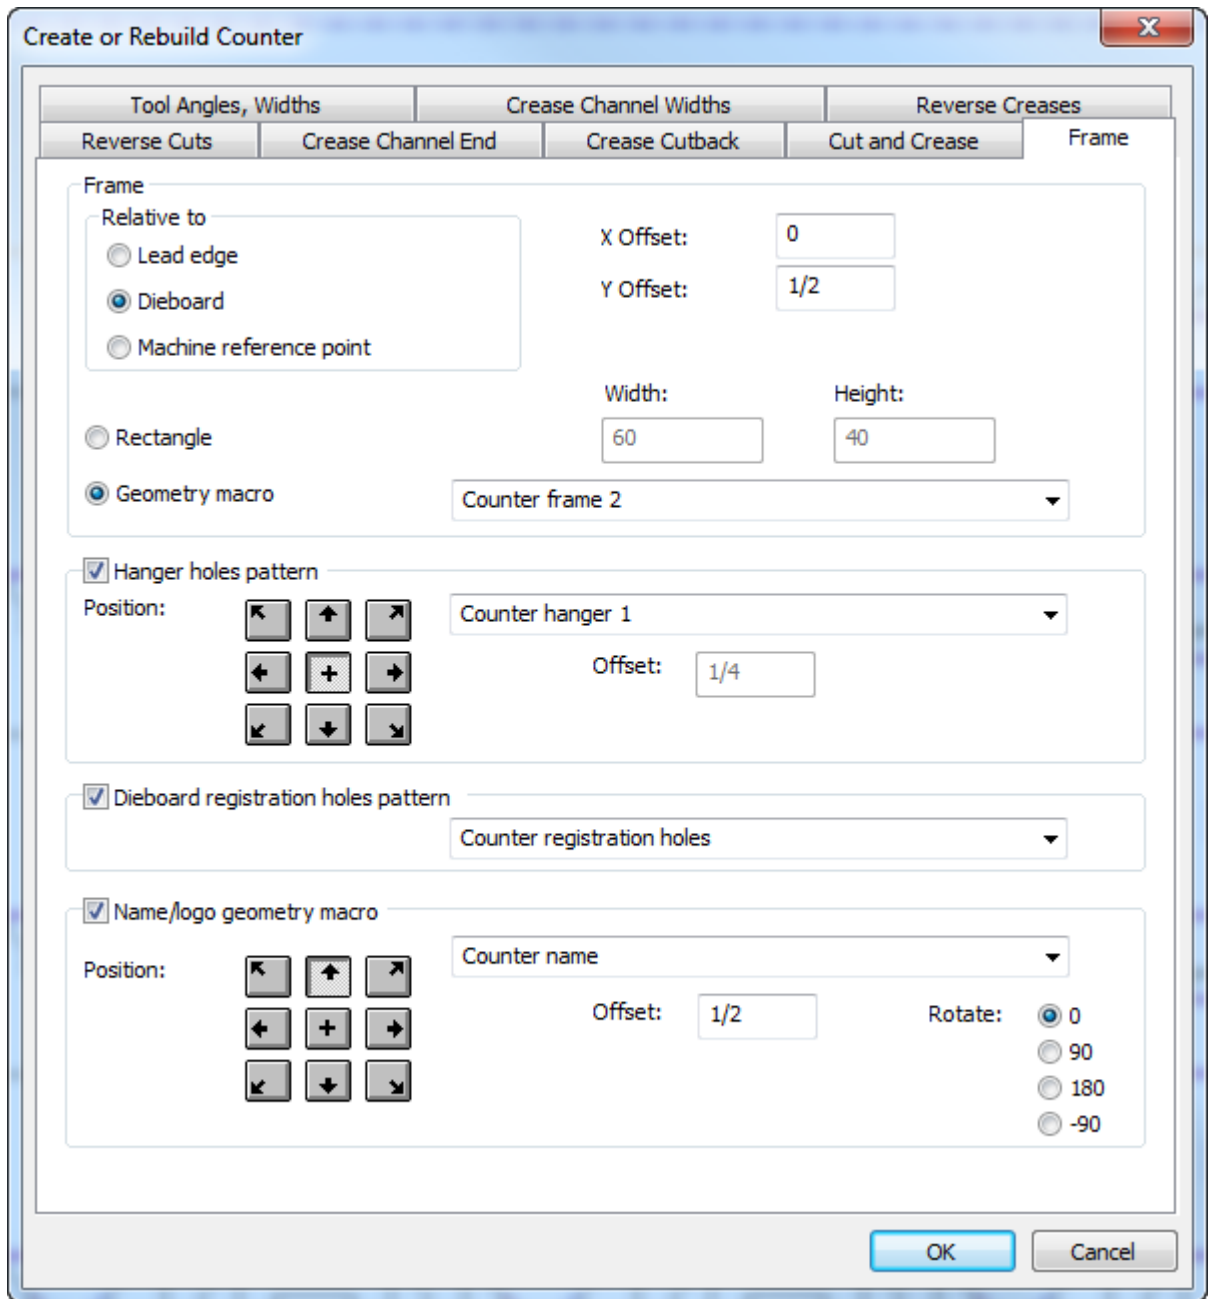 Create or Rebuild Counter
Tool Angles, Widths
Crease Channel Widths
Reverse Creases
Reverse Cuts
Crease Channel End
Crease Cutback
Cut and Crease
Frame
Frame
Relative to
Lead edge
Dieboard
Machine reference point
X Offset: 0
Y Offset: 1/2
Width:
Height:
Rectangle
60
40
Geometry macro
Counter frame 2
Hanger holes pattern
Position:
Counter hanger 1
Offset: 1/4
Dieboard registration holes pattern
Counter registration holes
Name/logo geometry macro
Position:
Counter name
Offset: 1/2
Rotate:
0
90
180
-90
OK
Cancel